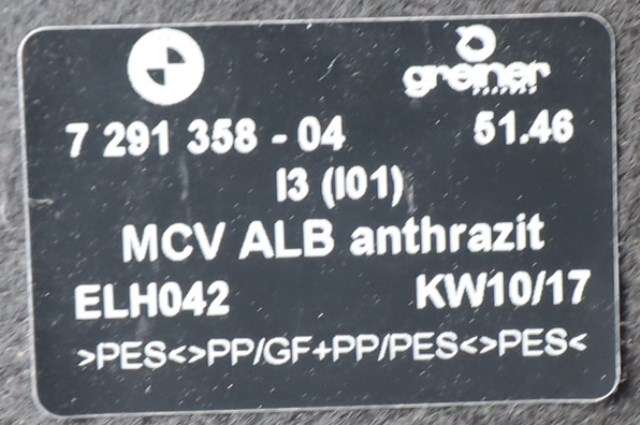 greiner
7 291 358 - 04 51.46
I3 (I01)
MCV ALB anthrazit
ELH042 KW10/17
>PES<>PP/GF+PP/PES<>PES<